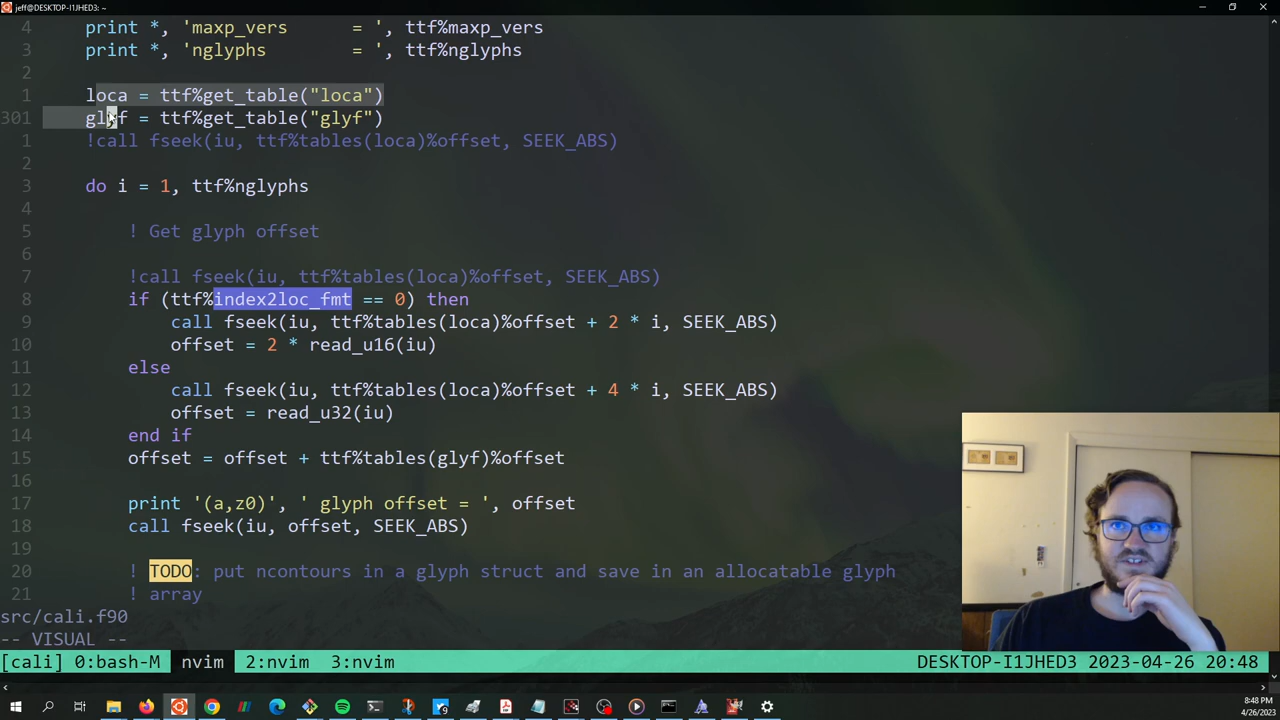 jeff@DESKTOP-I1JHED3: ~
4 print *, 'maxp_vers      = ', ttf%maxp_vers
3 print *, 'nglyphs        = ', ttf%nglyphs
2
1 loca = ttf%get_table("loca")
301 glyf = ttf%get_table("glyf")
1 !call fseek(iu, ttf%tables(loca)%offset, SEEK_ABS)
2
3 do i = 1, ttf%nglyphs
4
5 ! Get glyph offset
6
7 !call fseek(iu, ttf%tables(loca)%offset, SEEK_ABS)
8 if (ttf%index2loc_fmt == 0) then
9 call fseek(iu, ttf%tables(loca)%offset + 2 * i, SEEK_ABS)
10 offset = 2 * read_u16(iu)
11 else
12 call fseek(iu, ttf%tables(loca)%offset + 4 * i, SEEK_ABS)
13 offset = read_u32(iu)
14 end if
15 offset = offset + ttf%tables(glyf)%offset
16
17 print '(a,z0)', ' glyph offset = ', offset
18 call fseek(iu, offset, SEEK_ABS)
19
20 ! TODO: put ncontours in a glyph struct and save in an allocatable glyph
21 ! array
src/cali.f90
-- VISUAL --
[cali] 0:bash-M nvim 2:nvim 3:nvim DESKTOP-I1JHED3 2023-04-26 20:48
8:48 PM
4/26/2023